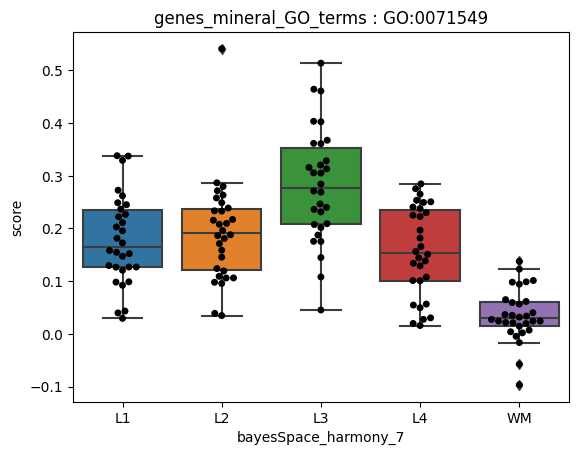 genes_mineral_GO_terms : GO:0071549
score
0.5
0.4
0.3
0.2
0.1
0.0
−0.1
L1 L2 L3 L4 WM
bayesSpace_harmony_7